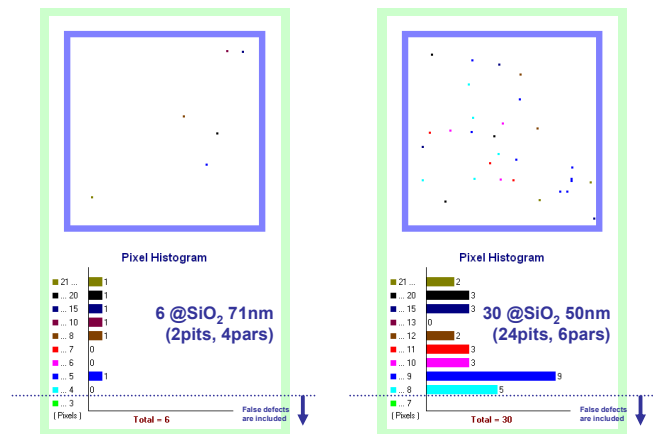 Pixel Histogram
21 ... 1
... 20 1
... 15 1
... 10 1
... 8 1
... 7 0
... 6 0
... 5 1
... 4 0
... 3
( Pixels )
6 @SiO₂ 71nm
(2pits, 4pars)
Total = 6
False defects
are included
Pixel Histogram
21 ... 2
... 20 3
... 15 3
... 13 0
... 12 2
... 11 3
... 10 3
... 9 9
... 8 5
... 7
( Pixels )
30 @SiO₂ 50nm
(24pits, 6pars)
Total = 30
False defects
are included